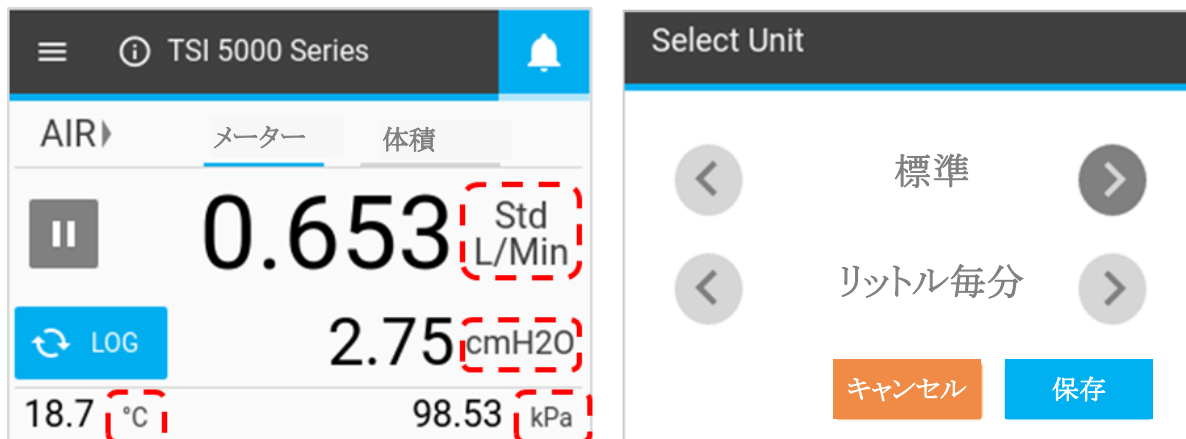 TSI 5000 Series
AIR
メーター 体積
0.653 Std L/Min
LOG 2.75 cmH2O
18.7 °C 98.53 kPa
Select Unit
標準
リットル毎分
キャンセル 保存